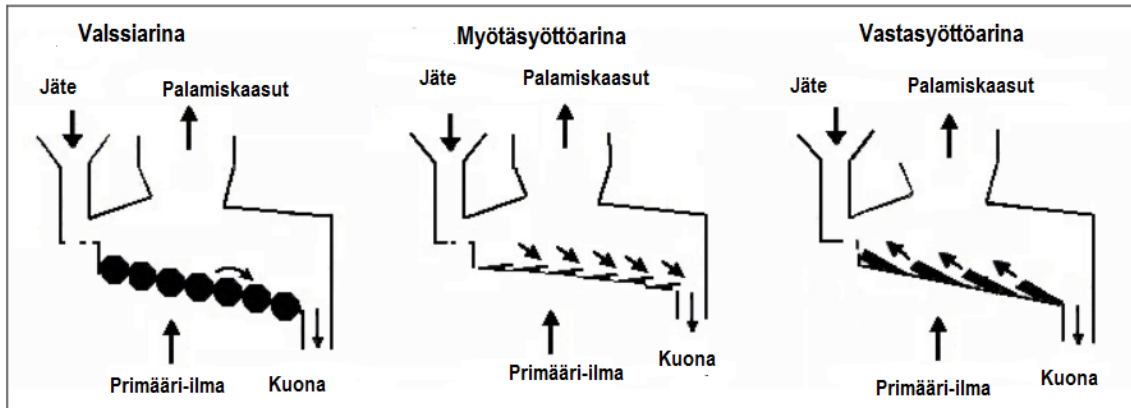 Valssiarina
Jäte
Palamiskaasut
Primääri-ilma
Kuona
Myötäsyöttöarina
Jäte
Palamiskaasut
Primääri-ilma
Kuona
Vastasyöttöarina
Jäte
Palamiskaasut
Primääri-ilma
Kuona